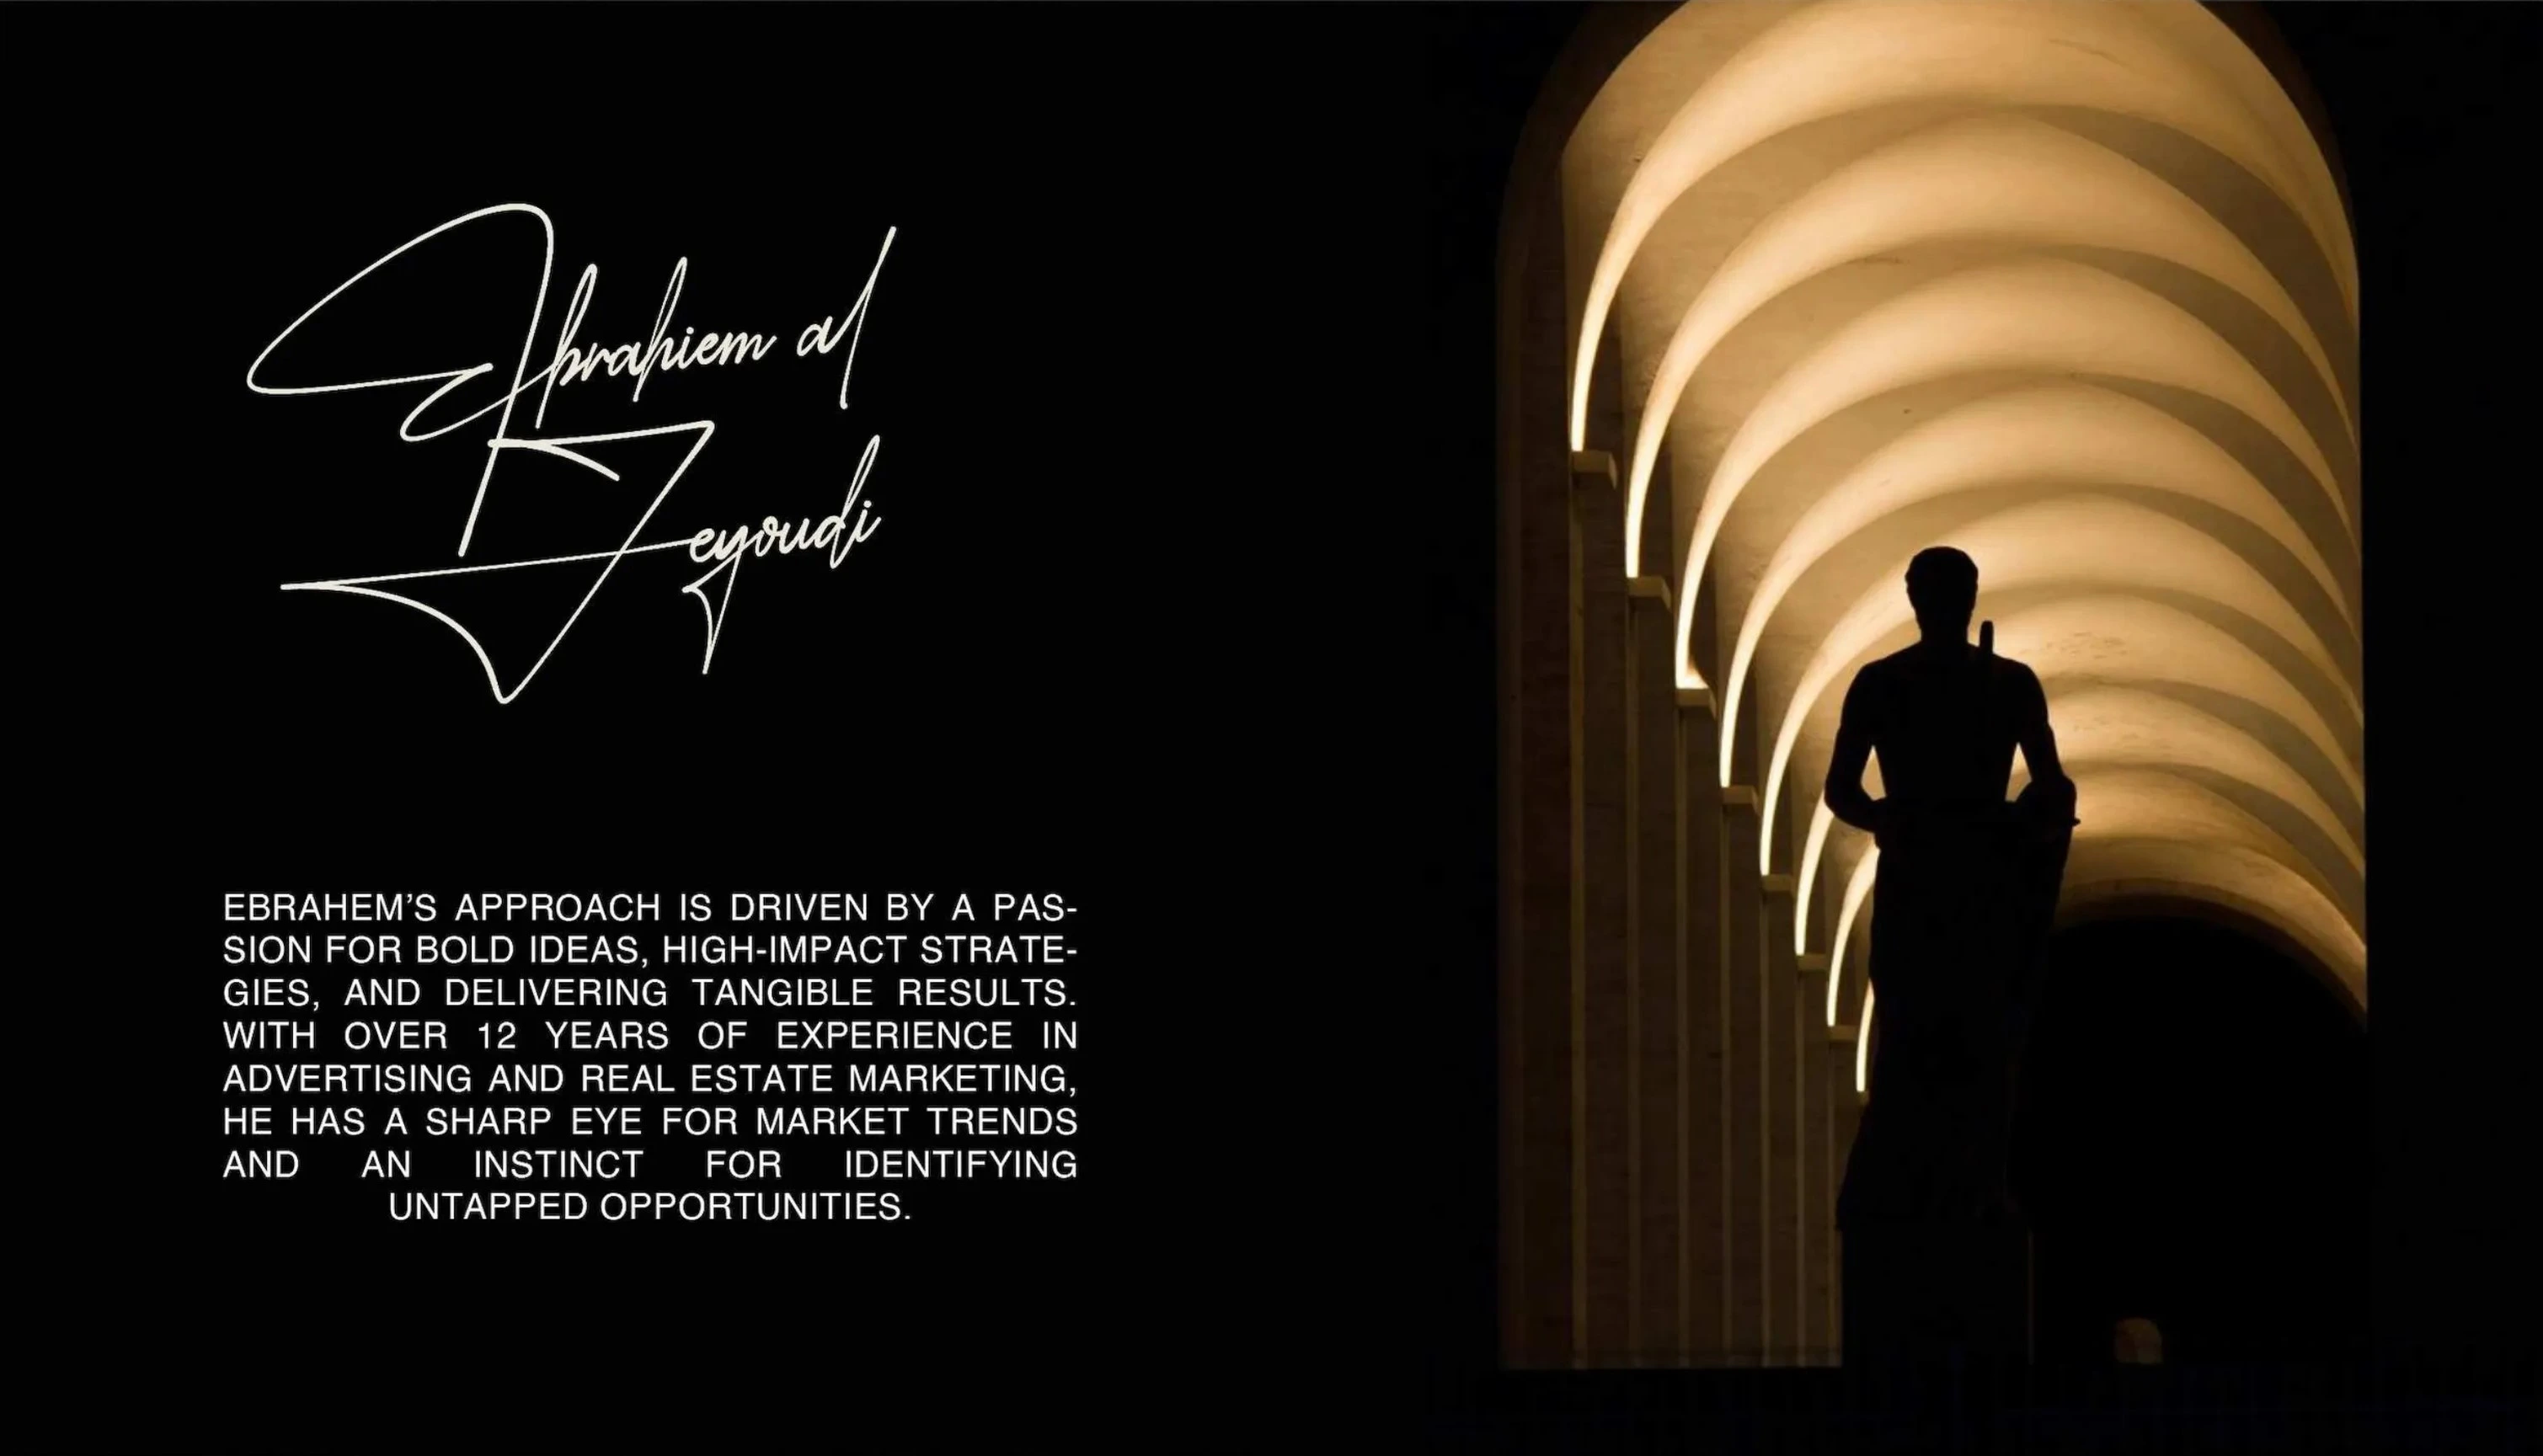 Ebrahiem al
Zeyoudi
EBRAHEM’S APPROACH IS DRIVEN BY A PAS-
SION FOR BOLD IDEAS, HIGH-IMPACT STRATE-
GIES, AND DELIVERING TANGIBLE RESULTS.
WITH OVER 12 YEARS OF EXPERIENCE IN
ADVERTISING AND REAL ESTATE MARKETING,
HE HAS A SHARP EYE FOR MARKET TRENDS
AND AN INSTINCT FOR IDENTIFYING
UNTAPPED OPPORTUNITIES.